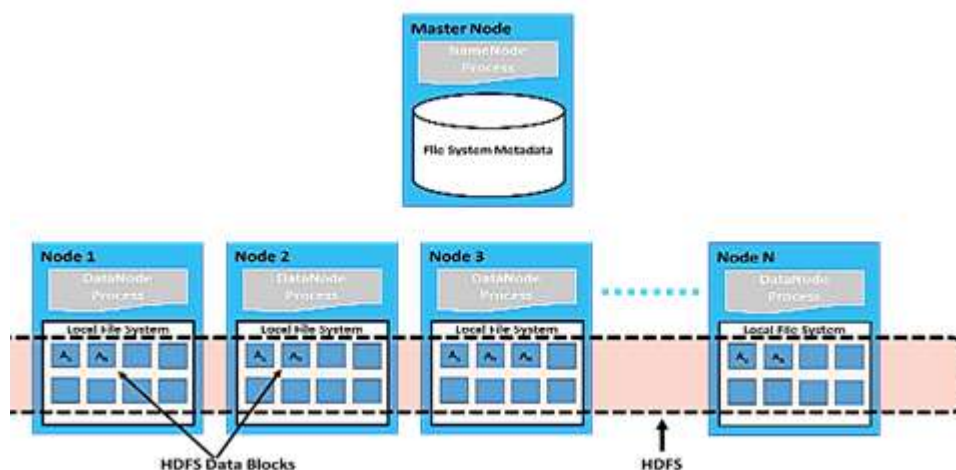 Master Node
NameNode
Process
File System Metadata
Node 1
DataNode
Process
Local File System
Node 2
DataNode
Process
Local File System
Node 3
DataNode
Process
Local File System
Node N
DataNode
Process
Local File System
HDFS Data Blocks
HDFS